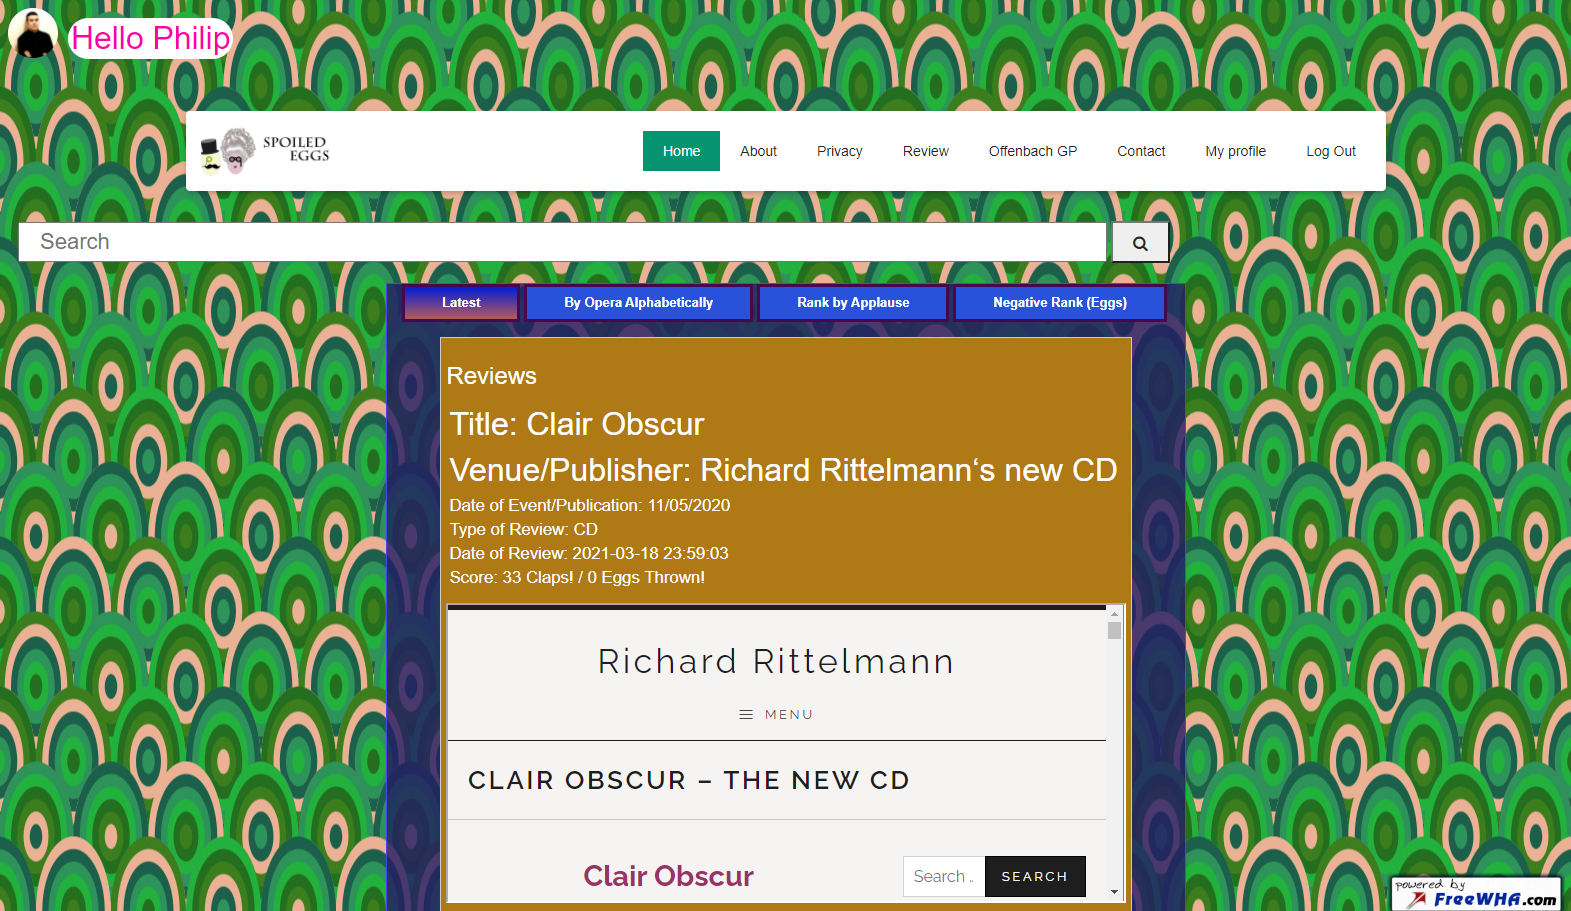 Hello Philip
SPOILED
EGGS
Home About Privacy Review Offenbach GP Contact My profile Log Out
Search
Latest By Opera Alphabetically Rank by Applause Negative Rank (Eggs)
Reviews
Title: Clair Obscur
Venue/Publisher: Richard Rittelmann‘s new CD
Date of Event/Publication: 11/05/2020
Type of Review: CD
Date of Review: 2021-03-18 23:59:03
Score: 33 Claps! / 0 Eggs Thrown!
Richard Rittelmann
MENU
CLAIR OBSCUR – THE NEW CD
Clair Obscur
Search .. SEARCH
powered by
FreeWHA.com